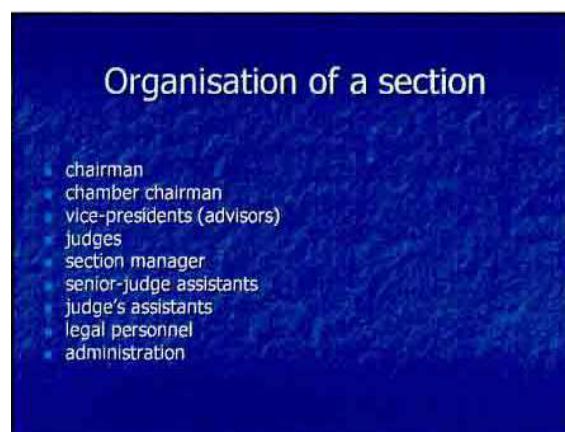 Organisation of a section
chairman
chamber chairman
vice-presidents (advisors)
judges
section manager
senior-judge assistants
judge's assistants
legal personnel
administration